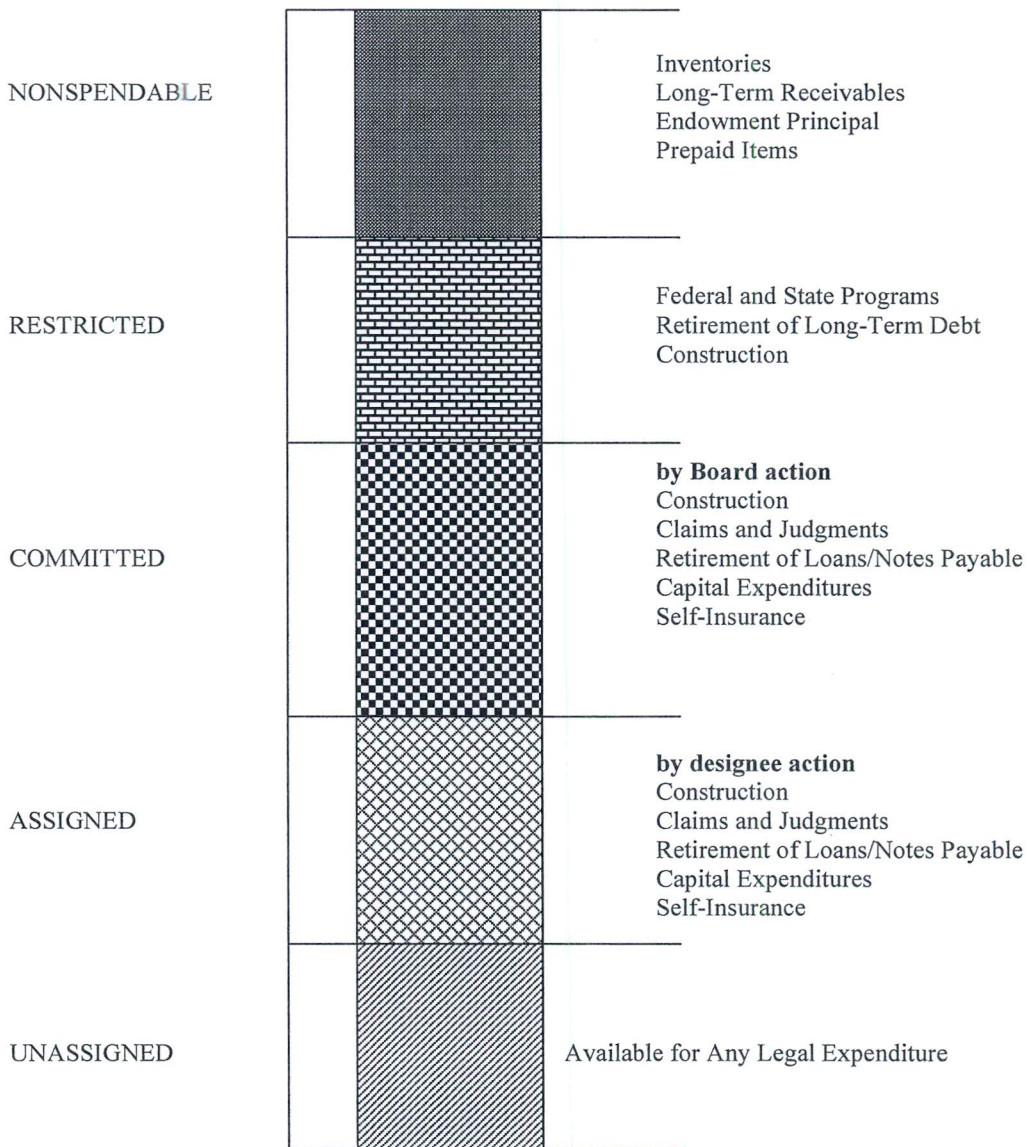 NONSPENDABLE
Inventories
Long-Term Receivables
Endowment Principal
Prepaid Items
RESTRICTED
Federal and State Programs
Retirement of Long-Term Debt
Construction
COMMITTED
by Board action
Construction
Claims and Judgments
Retirement of Loans/Notes Payable
Capital Expenditures
Self-Insurance
ASSIGNED
by designee action
Construction
Claims and Judgments
Retirement of Loans/Notes Payable
Capital Expenditures
Self-Insurance
UNASSIGNED
Available for Any Legal Expenditure